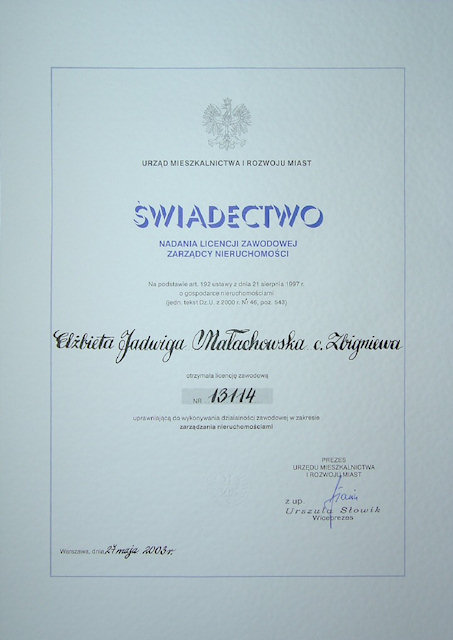 URZĄD MIESZKALNICTWA I ROZWOJU MIAST
ŚWIADECTWO
NADANIA LICENCJI ZAWODOWEJ
ZARZĄDCY NIERUCHOMOŚCI
Na podstawie art. 192 ustawy z dnia 21 sierpnia 1997 r.
o gospodarce nieruchomościami
(jedn. tekst Dz.U. z 2000 r. Nr 46, poz. 543)
Elżbieta Jadwiga Małachowska c. Zbigniewa
otrzymała licencję zawodową
NR 13114
uprawniającą do wykonywania działalności zawodowej w zakresie
zarządzania nieruchomościami
PREZES
URZĘDU MIESZKALNICTWA
I ROZWOJU MIAST
z up.
Urszula Słowik
Wiceprezes
Warszawa, dnia 27 maja 2003 r.